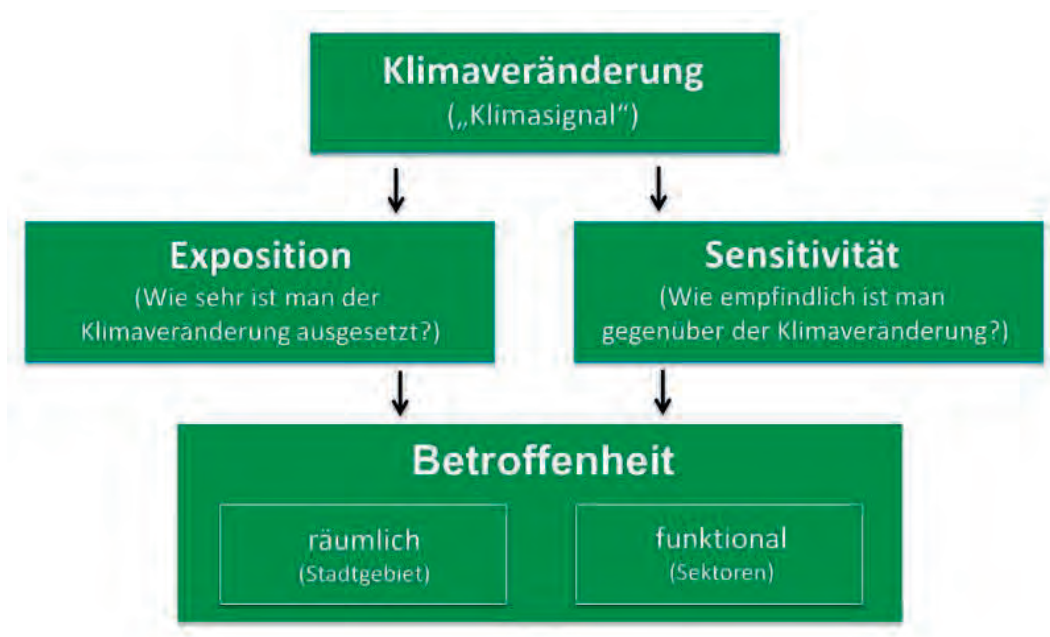 Klimaveränderung
(„Klimasignal“)
Exposition
(Wie sehr ist man der
Klimaveränderung ausgesetzt?)
Sensitivität
(Wie empfindlich ist man
gegenüber der Klimaveränderung?)
Betroffenheit
räumlich
(Stadtgebiet)
funktional
(Sektoren)